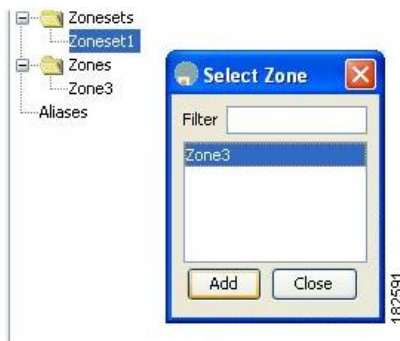 Zonesets
Zoneset1
Zones
Zone3
Aliases
Select Zone
Filter
Zone3
Add
Close
182591